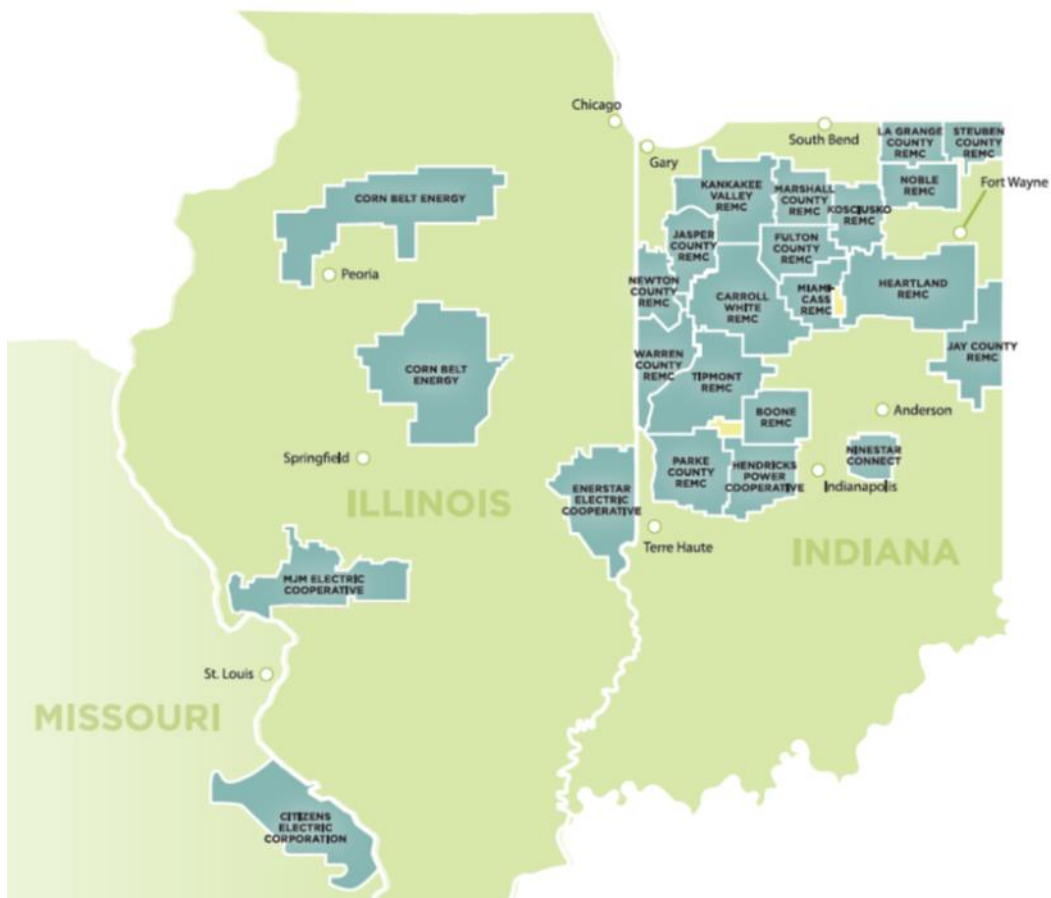 Chicago
South Bend
LA GRANGE
COUNTY
REMC
STEUBEN
COUNTY
REMC
Gary
KANKAKEE
VALLEY
REMC
MARSHALL
COUNTY
REMC
NOBLE
REMC
Fort Wayne
CORN BELT ENERGY
KOSCIUSKO
REMC
JASPER
COUNTY
REMC
FULTON
COUNTY
REMC
Peoria
NEWTON
COUNTY
REMC
CARROLL
WHITE
REMC
MIAMI-
CASS
REMC
HEARTLAND
REMC
CORN BELT
ENERGY
WARREN
COUNTY
REMC
TIPMONT
REMC
JAY COUNTY
REMC
BOONE
REMC
Anderson
Springfield
ILLINOIS
ENERSTAR
ELECTRIC
COOPERATIVE
PARKE
COUNTY
REMC
HENDRICKS
POWER
COOPERATIVE
NINESTAR
CONNECT
Indianapolis
Terre Haute
INDIANA
MJM ELECTRIC
COOPERATIVE
St. Louis
MISSOURI
CITIZENS
ELECTRIC
CORPORATION